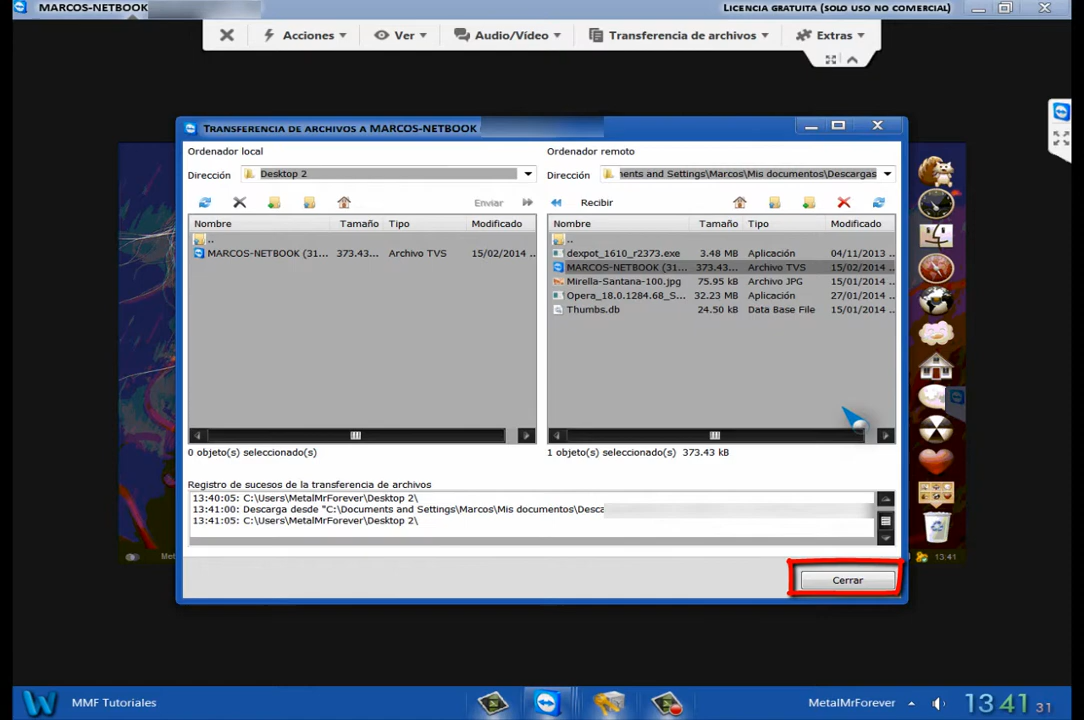 MARCOS-NETBOOK
LICENCIA GRATUITA (SOLO USO NO COMERCIAL)
Acciones
Ver
Audio/Vídeo
Transferencia de archivos
Extras
TRANSFERENCIA DE ARCHIVOS A MARCOS-NETBOOK
Ordenador local
Dirección
Desktop 2
Enviar
Nombre Tamaño Tipo Modificado
..
MARCOS-NETBOOK (31... 373.43... Archivo TVS 15/02/2014 ..
0 objeto(s) seleccionado(s)
Ordenador remoto
Dirección
ents and Settings\Marcos\Mis documentos\Descargas
Recibir
Nombre Tamaño Tipo Modificado
..
dexpot_1610_r2373.exe 3.48 MB Aplicación 04/11/2013 ..
MARCOS-NETBOOK (31... 373.43... Archivo TVS 15/02/2014 ..
Mirella-Santana-100.jpg 75.95 kB Archivo JPG 15/01/2014 ..
Opera_18.0.1284.68_S... 32.23 MB Aplicación 27/01/2014 ..
Thumbs.db 24.50 kB Data Base File 15/01/2014 ..
1 objeto(s) seleccionado(s) 373.43 kB
Registro de sucesos de la transferencia de archivos
13:40:05: C:\Users\MetalMrForever\Desktop 2\
13:41:00: Descarga desde "C:\Documents and Settings\Marcos\Mis documentos\Desca
13:41:05: C:\Users\MetalMrForever\Desktop 2\
Met
13:41
Cerrar
MMF Tutoriales
MetalMrForever
13 41 31